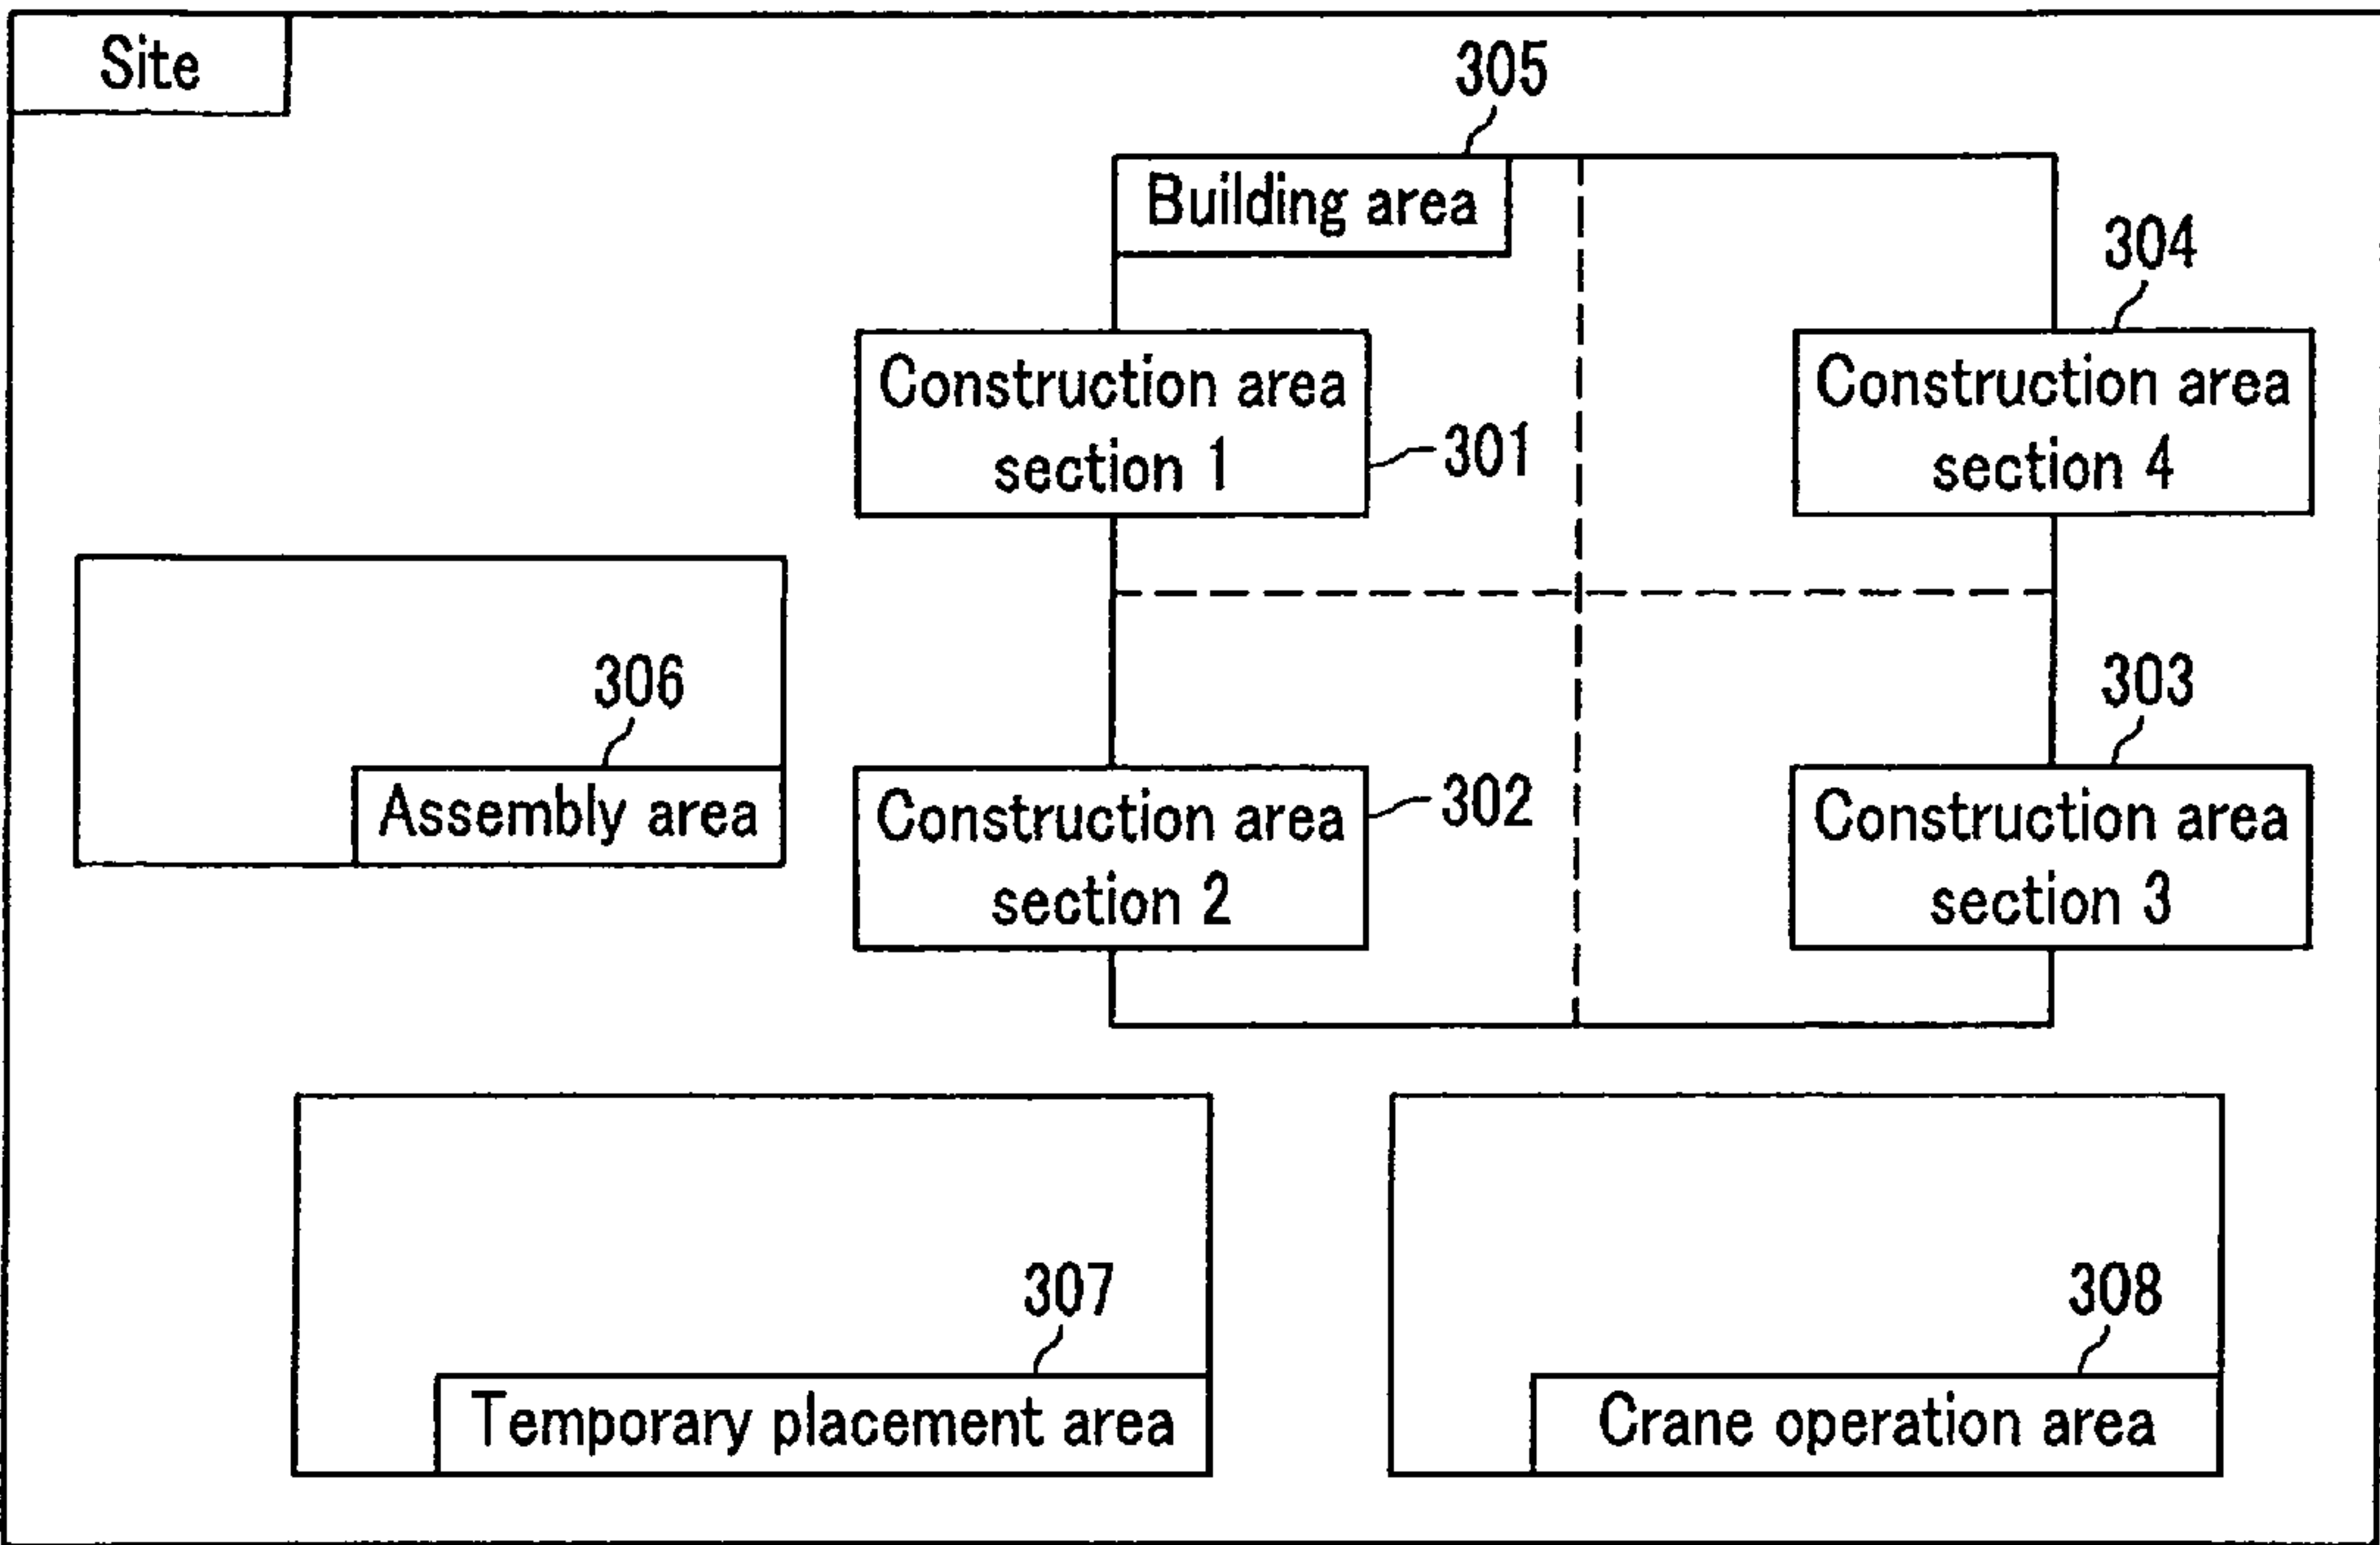 Site
305
Building area
304
Construction area
section 1
301
Construction area
section 4
306
Assembly area
303
Construction area
section 2
302
Construction area
section 3
307
Temporary placement area
308
Crane operation area